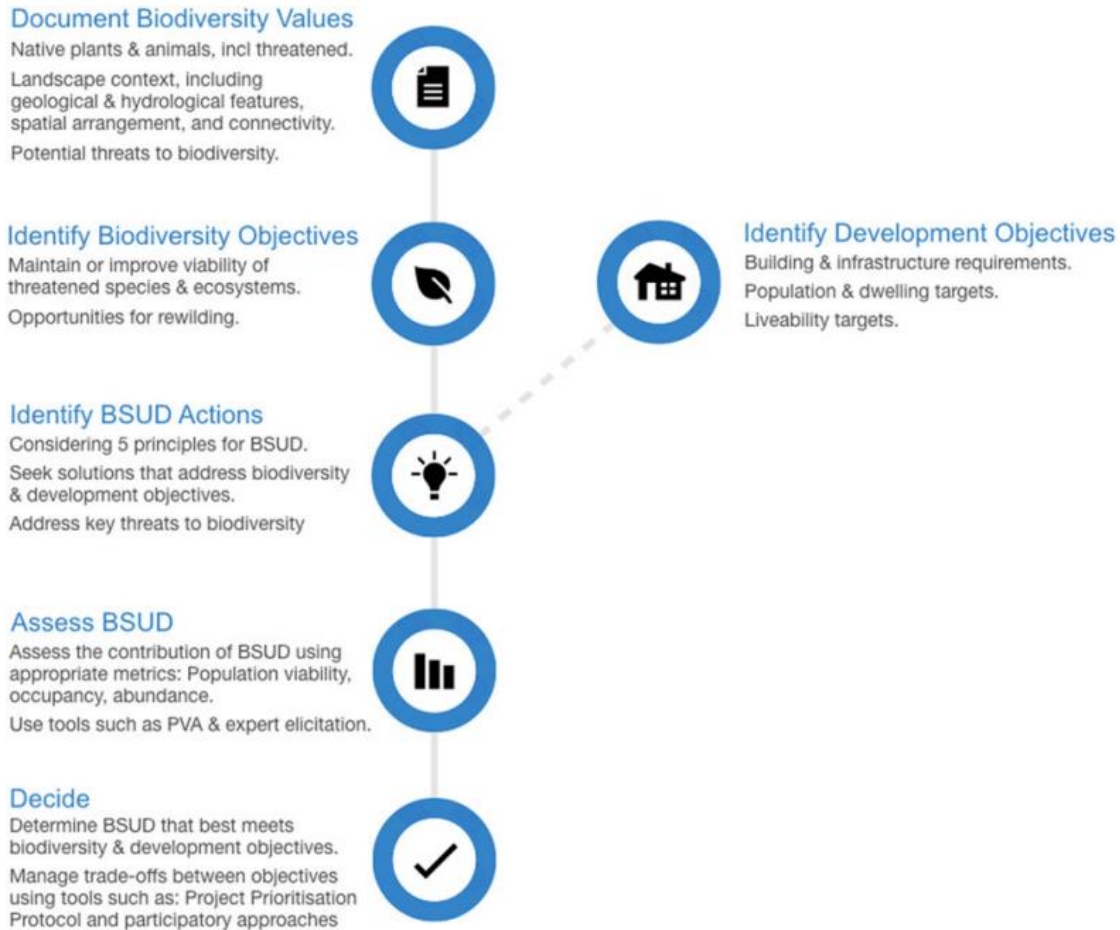 Document Biodiversity Values
Native plants & animals, incl threatened.
Landscape context, including
geological & hydrological features,
spatial arrangement, and connectivity.
Potential threats to biodiversity.
Identify Biodiversity Objectives
Maintain or improve viability of
threatened species & ecosystems.
Opportunities for rewilding.
Identify Development Objectives
Building & infrastructure requirements.
Population & dwelling targets.
Liveability targets.
Identify BSUD Actions
Considering 5 principles for BSUD.
Seek solutions that address biodiversity
& development objectives.
Address key threats to biodiversity
Assess BSUD
Assess the contribution of BSUD using
appropriate metrics: Population viability,
occupancy, abundance.
Use tools such as PVA & expert elicitation.
Decide
Determine BSUD that best meets
biodiversity & development objectives.
Manage trade-offs between objectives
using tools such as: Project Prioritisation
Protocol and participatory approaches